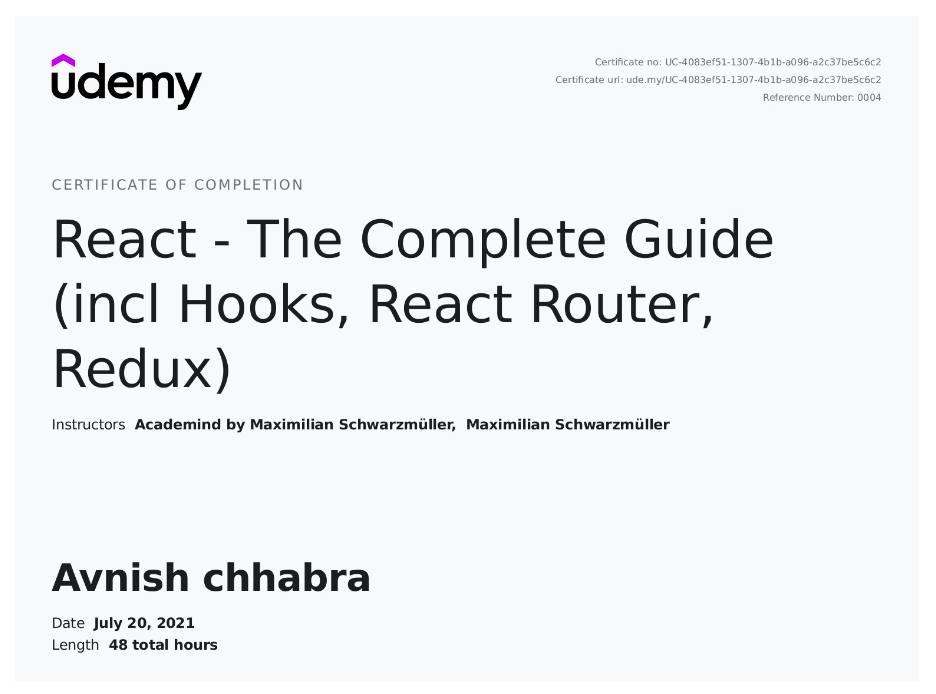 udemy
Certificate no: UC-4083ef51-1307-4b1b-a096-a2c37be5c6c2
Certificate url: ude.my/UC-4083ef51-1307-4b1b-a096-a2c37be5c6c2
Reference Number: 0004
CERTIFICATE OF COMPLETION
React - The Complete Guide
(incl Hooks, React Router,
Redux)
Instructors Academind by Maximilian Schwarzmüller, Maximilian Schwarzmüller
Avnish chhabra
Date July 20, 2021
Length 48 total hours